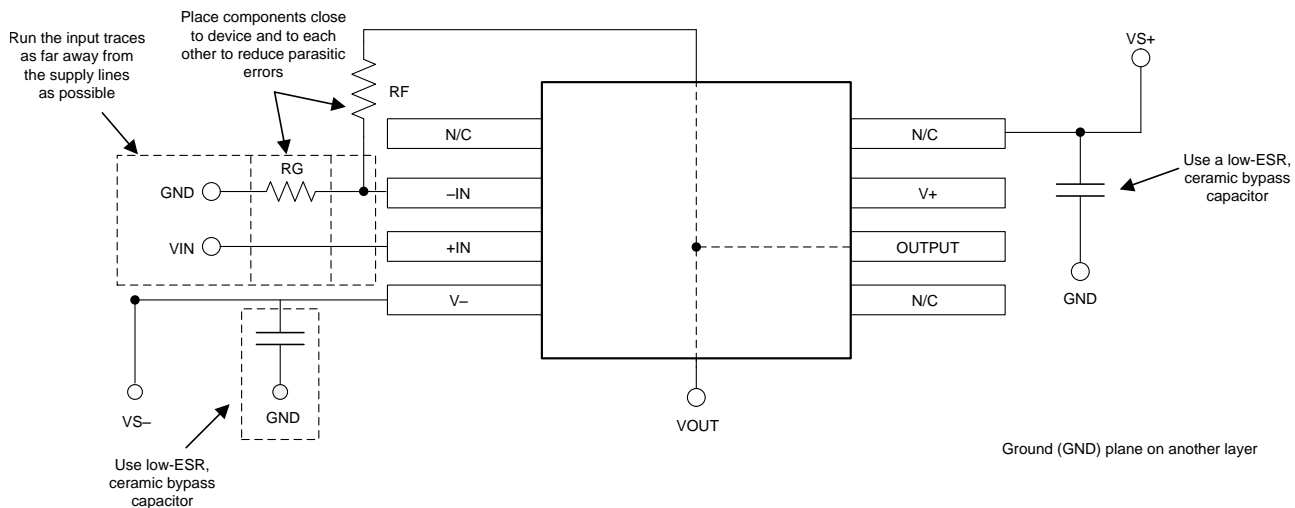 Place components close
to device and to each
other to reduce parasitic
errors
Run the input traces
as far away from
the supply lines
as possible
VS+
RF
N/C
N/C
Use a low-ESR,
ceramic bypass
capacitor
RG
GND
–IN
V+
VIN
+IN
OUTPUT
GND
V–
N/C
VS–
GND
VOUT
Use low-ESR,
ceramic bypass
capacitor
Ground (GND) plane on another layer